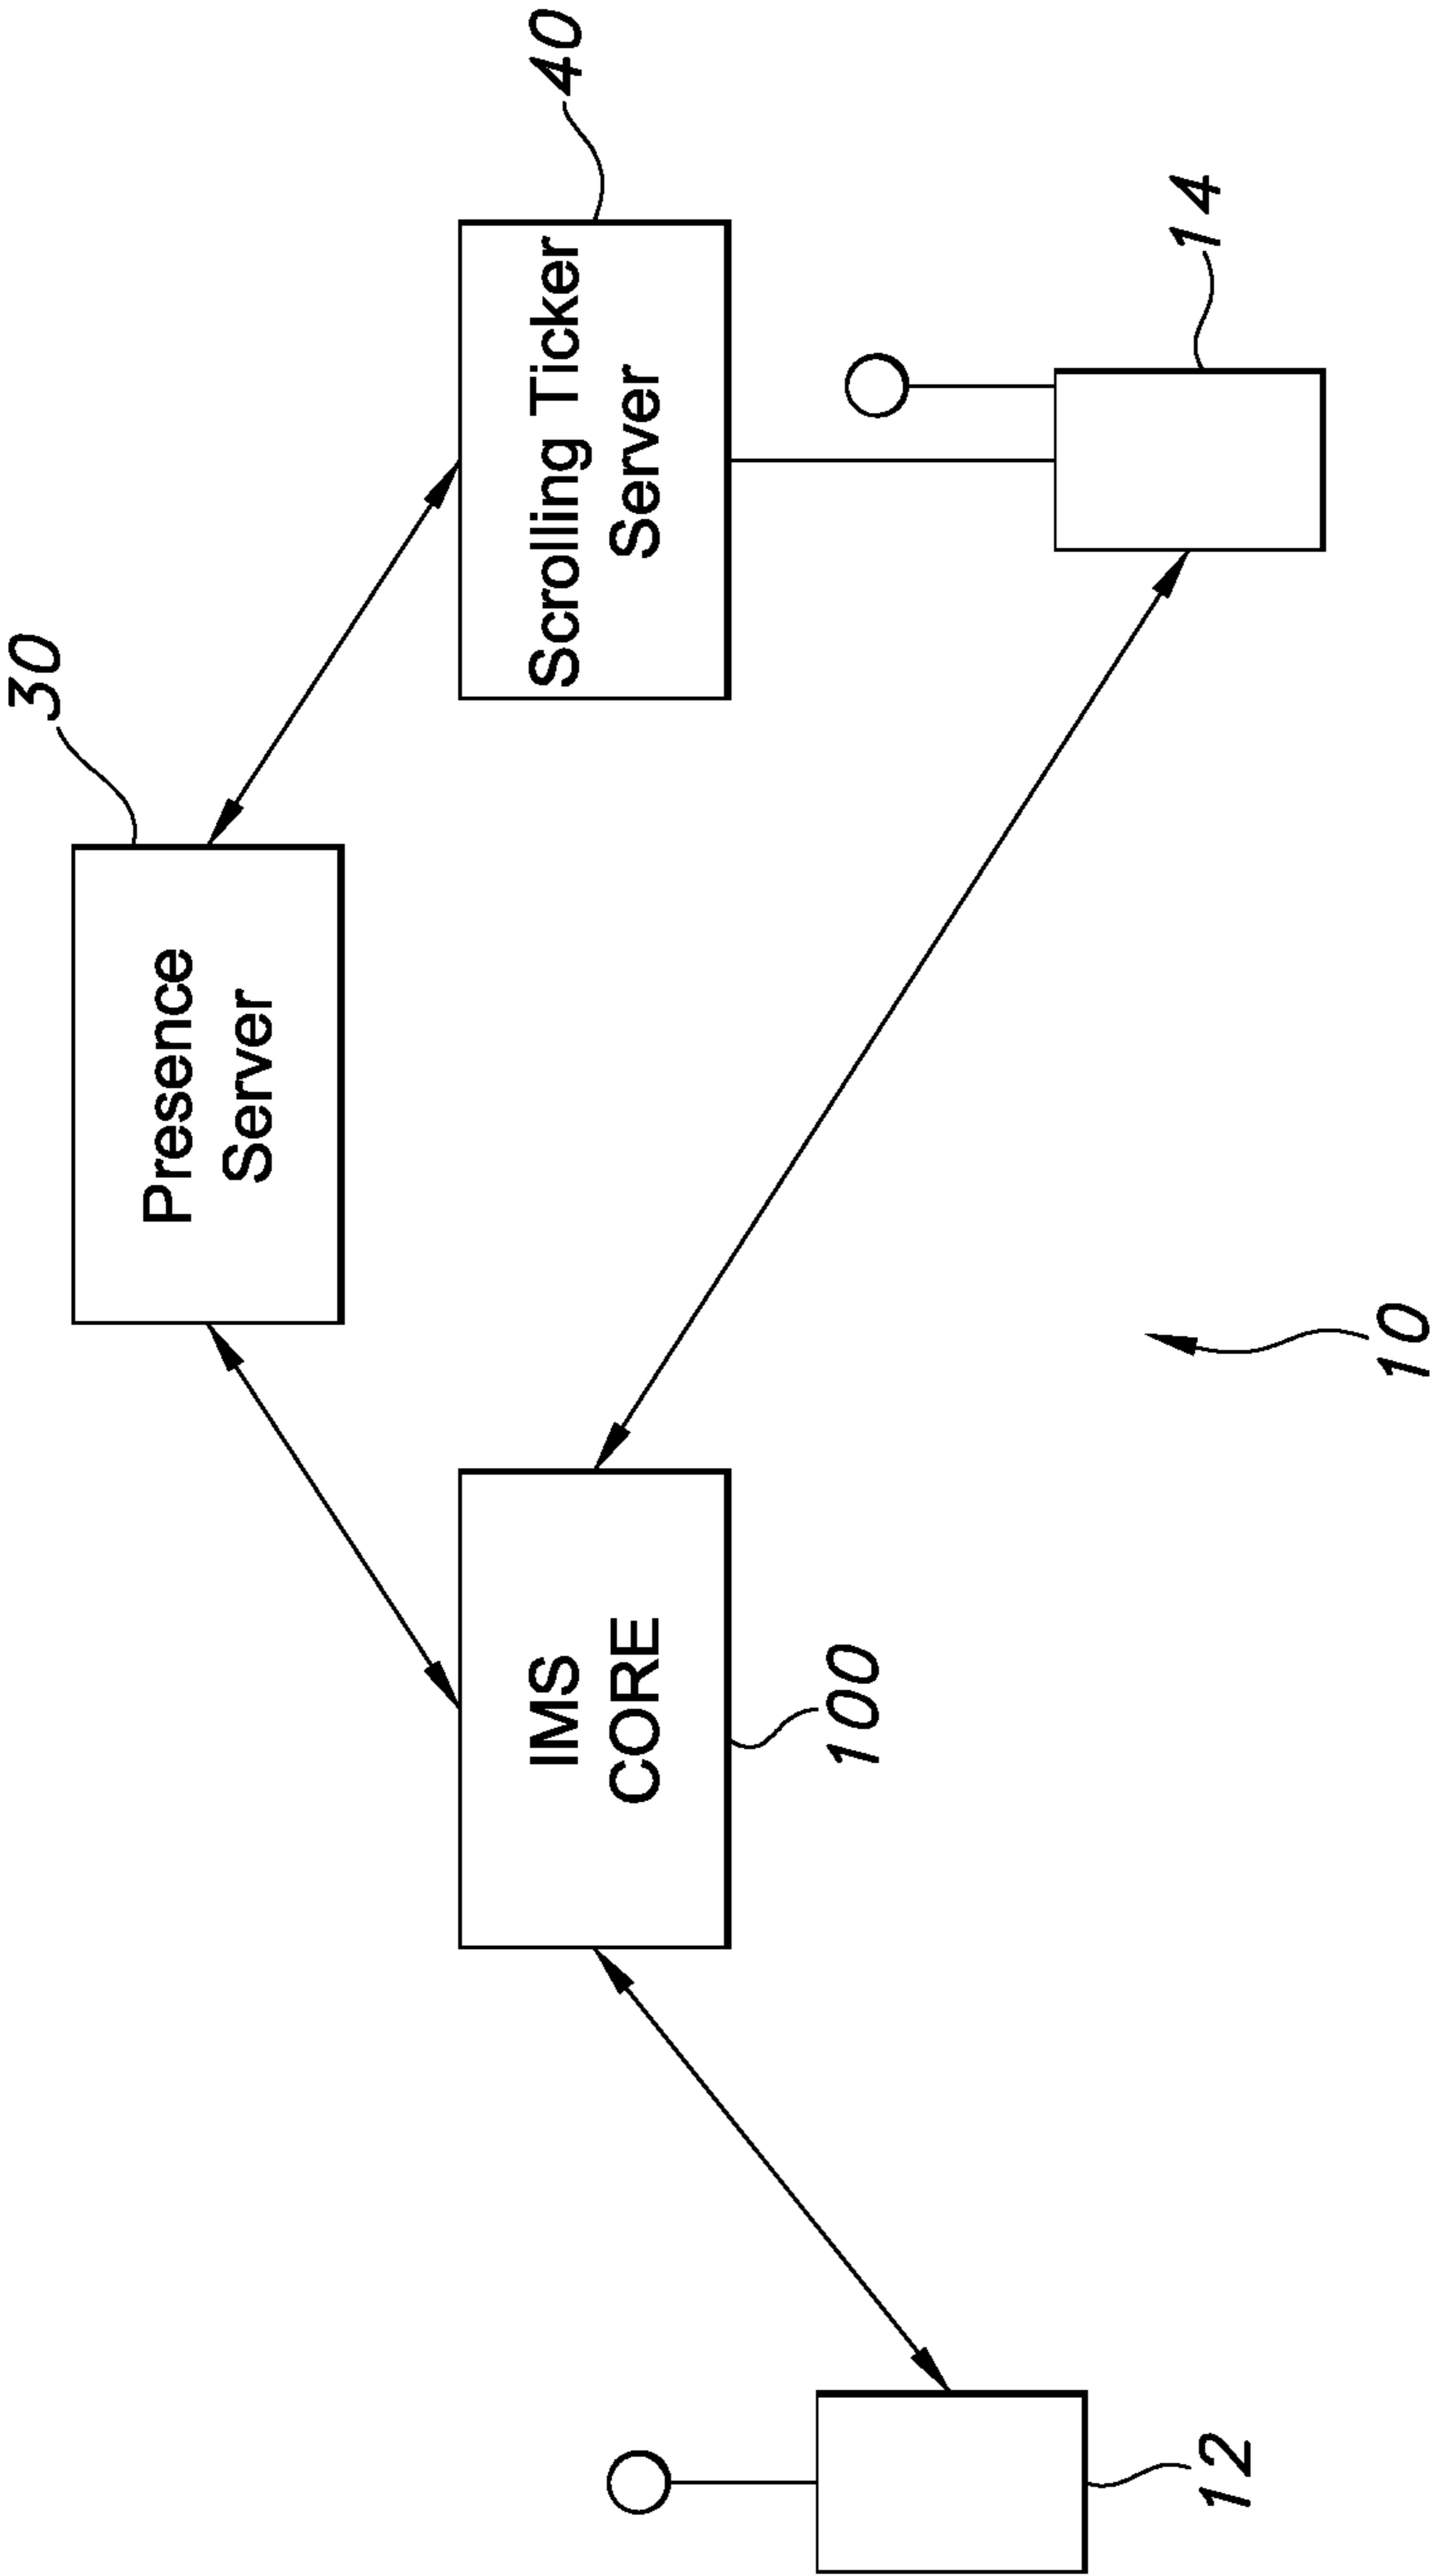 30
Presence
Server
40
Scrolling Ticker
Server
IMS
CORE
100
14
12
10